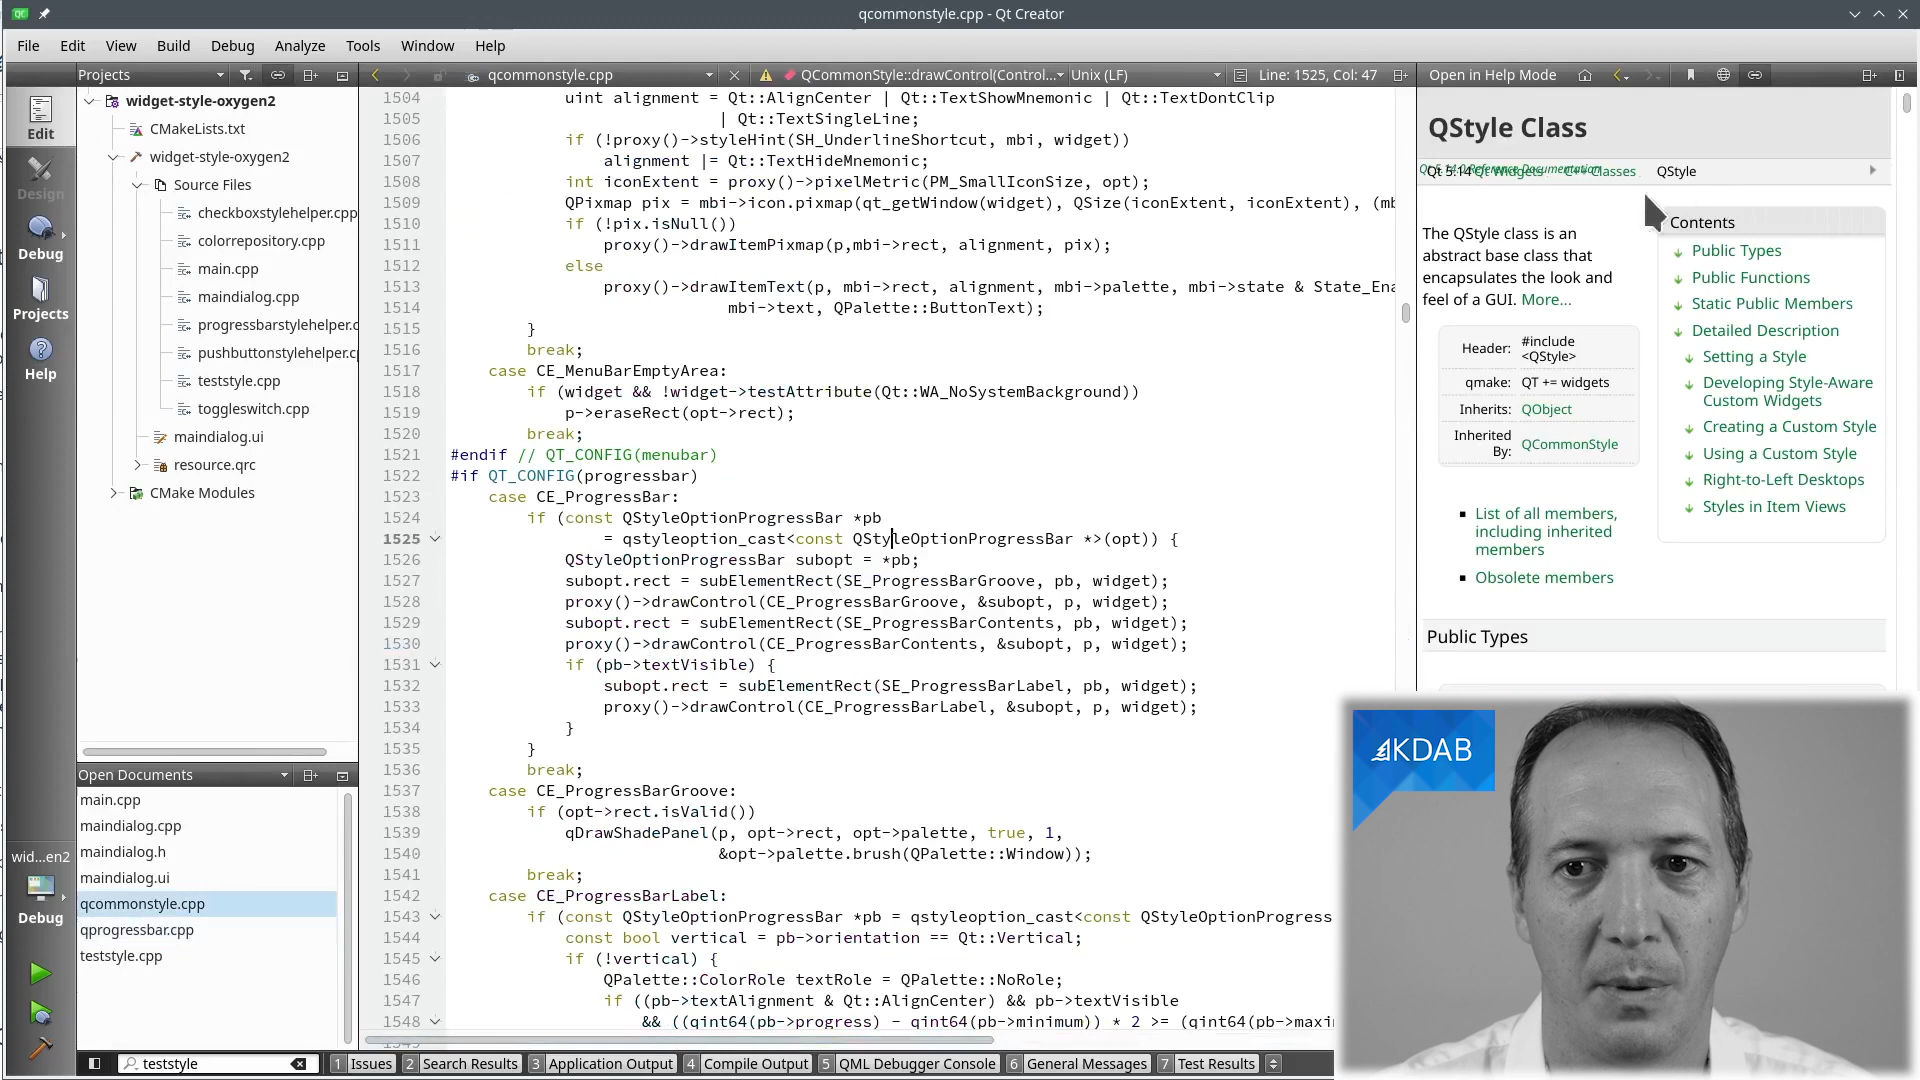 qcommonstyle.cpp - Qt Creator
File Edit View Build Debug Analyze Tools Window Help
Projects
qcommonstyle.cpp
QCommonStyle::drawControl(Control...
Unix (LF)
Line: 1525, Col: 47
Open in Help Mode
Edit
Design
Debug
Projects
Help
wid...en2
Debug
widget-style-oxygen2
CMakeLists.txt
widget-style-oxygen2
Source Files
checkboxstylehelper.cpp
colorrepository.cpp
main.cpp
maindialog.cpp
progressbarstylehelper.c
pushbuttonstylehelper.c
teststyle.cpp
toggleswitch.cpp
maindialog.ui
resource.qrc
CMake Modules
Open Documents
main.cpp
maindialog.cpp
maindialog.h
maindialog.ui
qcommonstyle.cpp
qprogressbar.cpp
teststyle.cpp
1504 uint alignment = Qt::AlignCenter | Qt::TextShowMnemonic | Qt::TextDontClip
1505 | Qt::TextSingleLine;
1506 if (!proxy()->styleHint(SH_UnderlineShortcut, mbi, widget))
1507 alignment |= Qt::TextHideMnemonic;
1508 int iconExtent = proxy()->pixelMetric(PM_SmallIconSize, opt);
1509 QPixmap pix = mbi->icon.pixmap(qt_getWindow(widget), QSize(iconExtent, iconExtent), (mb
1510 if (!pix.isNull())
1511 proxy()->drawItemPixmap(p,mbi->rect, alignment, pix);
1512 else
1513 proxy()->drawItemText(p, mbi->rect, alignment, mbi->palette, mbi->state & State_Ena
1514 mbi->text, QPalette::ButtonText);
1515 }
1516 break;
1517 case CE_MenuBarEmptyArea:
1518 if (widget && !widget->testAttribute(Qt::WA_NoSystemBackground))
1519 p->eraseRect(opt->rect);
1520 break;
1521 #endif // QT_CONFIG(menubar)
1522 #if QT_CONFIG(progressbar)
1523 case CE_ProgressBar:
1524 if (const QStyleOptionProgressBar *pb
1525 = qstyleoption_cast<const QStyleOptionProgressBar *>(opt)) {
1526 QStyleOptionProgressBar subopt = *pb;
1527 subopt.rect = subElementRect(SE_ProgressBarGroove, pb, widget);
1528 proxy()->drawControl(CE_ProgressBarGroove, &subopt, p, widget);
1529 subopt.rect = subElementRect(SE_ProgressBarContents, pb, widget);
1530 proxy()->drawControl(CE_ProgressBarContents, &subopt, p, widget);
1531 if (pb->textVisible) {
1532 subopt.rect = subElementRect(SE_ProgressBarLabel, pb, widget);
1533 proxy()->drawControl(CE_ProgressBarLabel, &subopt, p, widget);
1534 }
1535 }
1536 break;
1537 case CE_ProgressBarGroove:
1538 if (opt->rect.isValid())
1539 qDrawShadePanel(p, opt->rect, opt->palette, true, 1,
1540 &opt->palette.brush(QPalette::Window));
1541 break;
1542 case CE_ProgressBarLabel:
1543 if (const QStyleOptionProgressBar *pb = qstyleoption_cast<const QStyleOptionProgress
1544 const bool vertical = pb->orientation == Qt::Vertical;
1545 if (!vertical) {
1546 QPalette::ColorRole textRole = QPalette::NoRole;
1547 if ((pb->textAlignment & Qt::AlignCenter) && pb->textVisible
1548 && ((qint64(pb->progress) - qint64(pb->minimum)) * 2 >= (qint64(pb->maxi
QStyle Class
Qt 5.14.0 Reference Documentation
Qt 5.14 Qt Widgets C++ Classes QStyle
The QStyle class is an
abstract base class that
encapsulates the look and
feel of a GUI. More...
Header: #include <QStyle>
qmake: QT += widgets
Inherits: QObject
Inherited By: QCommonStyle
List of all members,
including inherited
members
Obsolete members
Contents
Public Types
Public Functions
Static Public Members
Detailed Description
Setting a Style
Developing Style-Aware
Custom Widgets
Creating a Custom Style
Using a Custom Style
Right-to-Left Desktops
Styles in Item Views
Public Types
KDAB
teststyle
1 Issues 2 Search Results 3 Application Output 4 Compile Output 5 QML Debugger Console 6 General Messages 7 Test Results